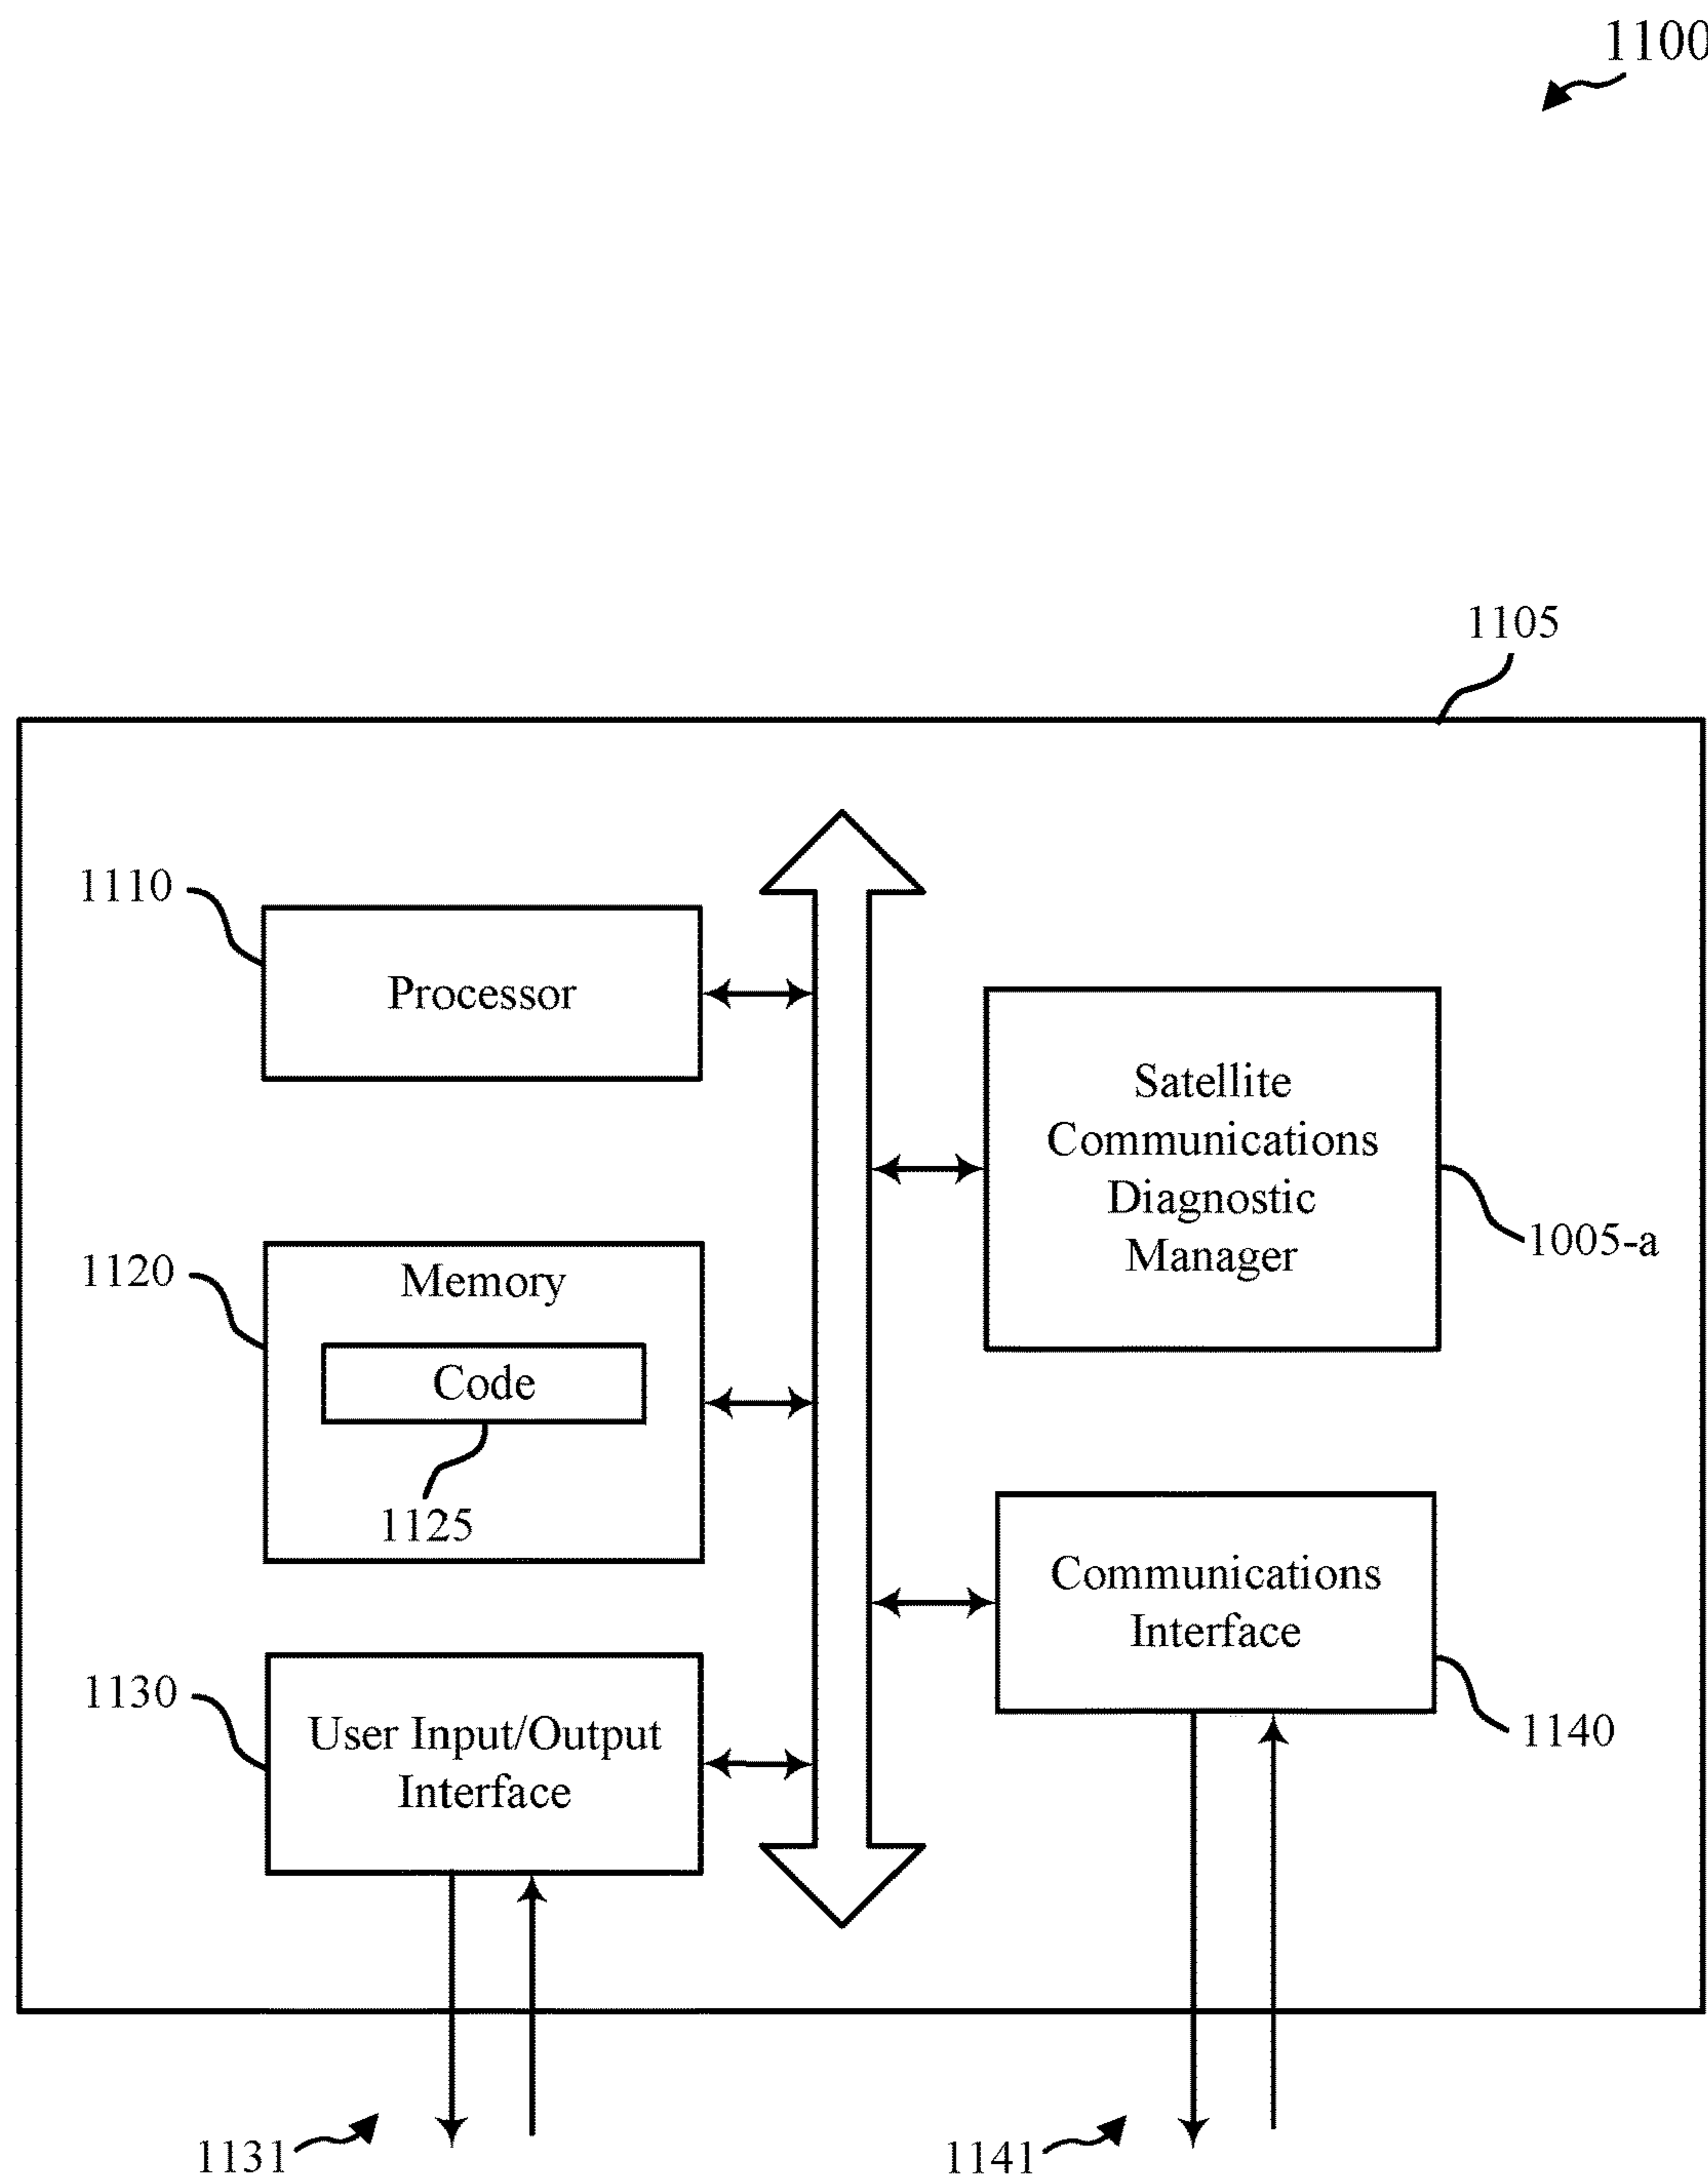 1100
1105
1110
Processor
Satellite
Communications
Diagnostic
Manager
1005-a
1120
Memory
Code
1125
Communications
Interface
1140
1130
User Input/Output
Interface
1131
1141